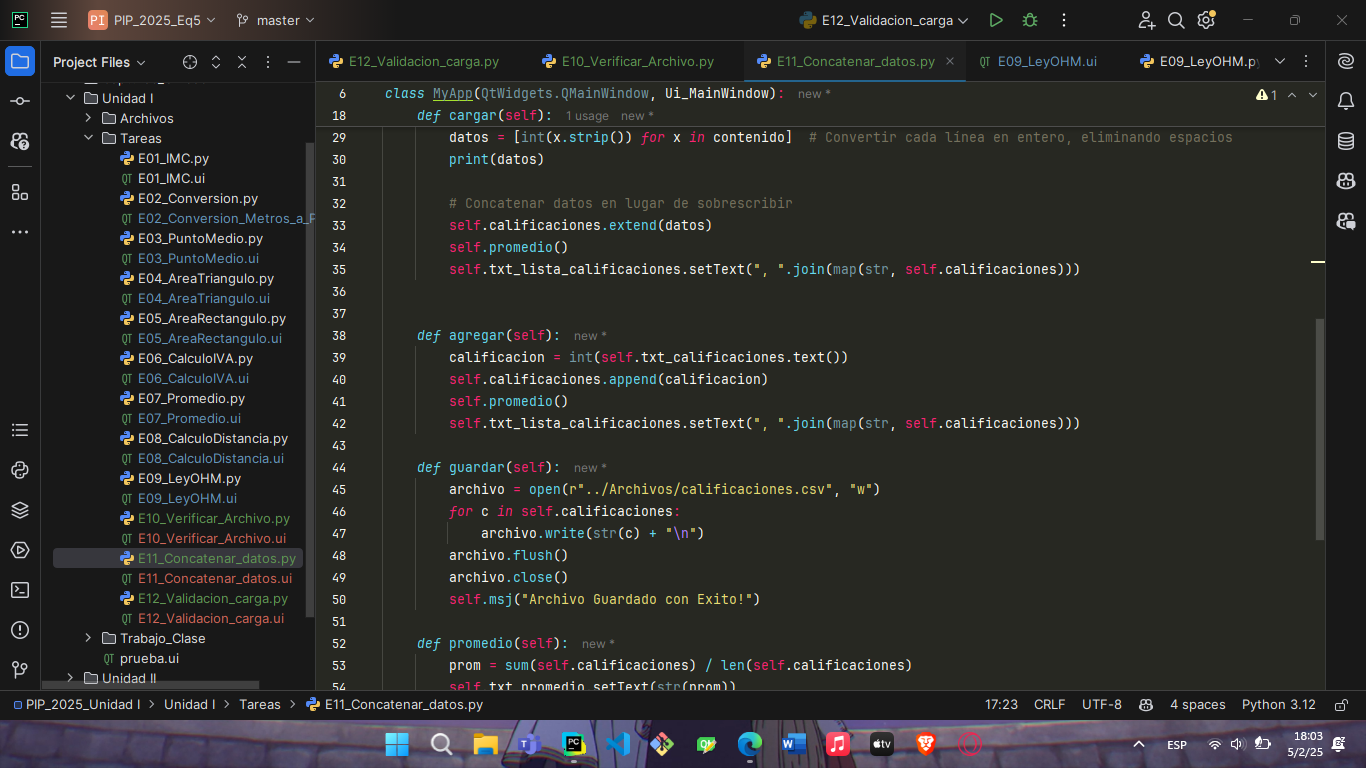 PC
PI PIP_2025_Eq5
master
E12_Validacion_carga
Project Files
E12_Validacion_carga.py
E10_Verificar_Archivo.py
E11_Concatenar_datos.py
E09_LeyOHM.ui
E09_LeyOHM.py
Unidad I
Archivos
Tareas
E01_IMC.py
E01_IMC.ui
E02_Conversion.py
E02_Conversion_Metros_a_P
E03_PuntoMedio.py
E03_PuntoMedio.ui
E04_AreaTriangulo.py
E04_AreaTriangulo.ui
E05_AreaRectangulo.py
E05_AreaRectangulo.ui
E06_CalculoIVA.py
E06_CalculoIVA.ui
E07_Promedio.py
E07_Promedio.ui
E08_CalculoDistancia.py
E08_CalculoDistancia.ui
E09_LeyOHM.py
E09_LeyOHM.ui
E10_Verificar_Archivo.py
E10_Verificar_Archivo.ui
E11_Concatenar_datos.py
E11_Concatenar_datos.ui
E12_Validacion_carga.py
E12_Validacion_carga.ui
Trabajo_Clase
prueba.ui
Unidad II
6 class MyApp(QtWidgets.QMainWindow, Ui_MainWindow): new *
1
18 def cargar(self): 1 usage new *
29 datos = [int(x.strip()) for x in contenido] # Convertir cada línea en entero, eliminando espacios
30 print(datos)
31
32 # Concatenar datos en lugar de sobrescribir
33 self.calificaciones.extend(datos)
34 self.promedio()
35 self.txt_lista_calificaciones.setText(", ".join(map(str, self.calificaciones)))
36
37
38 def agregar(self): new *
39 calificacion = int(self.txt_calificaciones.text())
40 self.calificaciones.append(calificacion)
41 self.promedio()
42 self.txt_lista_calificaciones.setText(", ".join(map(str, self.calificaciones)))
43
44 def guardar(self): new *
45 archivo = open(r"../Archivos/calificaciones.csv", "w")
46 for c in self.calificaciones:
47 archivo.write(str(c) + "\n")
48 archivo.flush()
49 archivo.close()
50 self.msj("Archivo Guardado con Exito!")
51
52 def promedio(self): new *
53 prom = sum(self.calificaciones) / len(self.calificaciones)
54 self.txt_promedio.setText(str(prom))
PIP_2025_Unidad I > Unidad I > Tareas > E11_Concatenar_datos.py
17:23 CRLF UTF-8 4 spaces Python 3.12
ESP
18:03
5/2/25